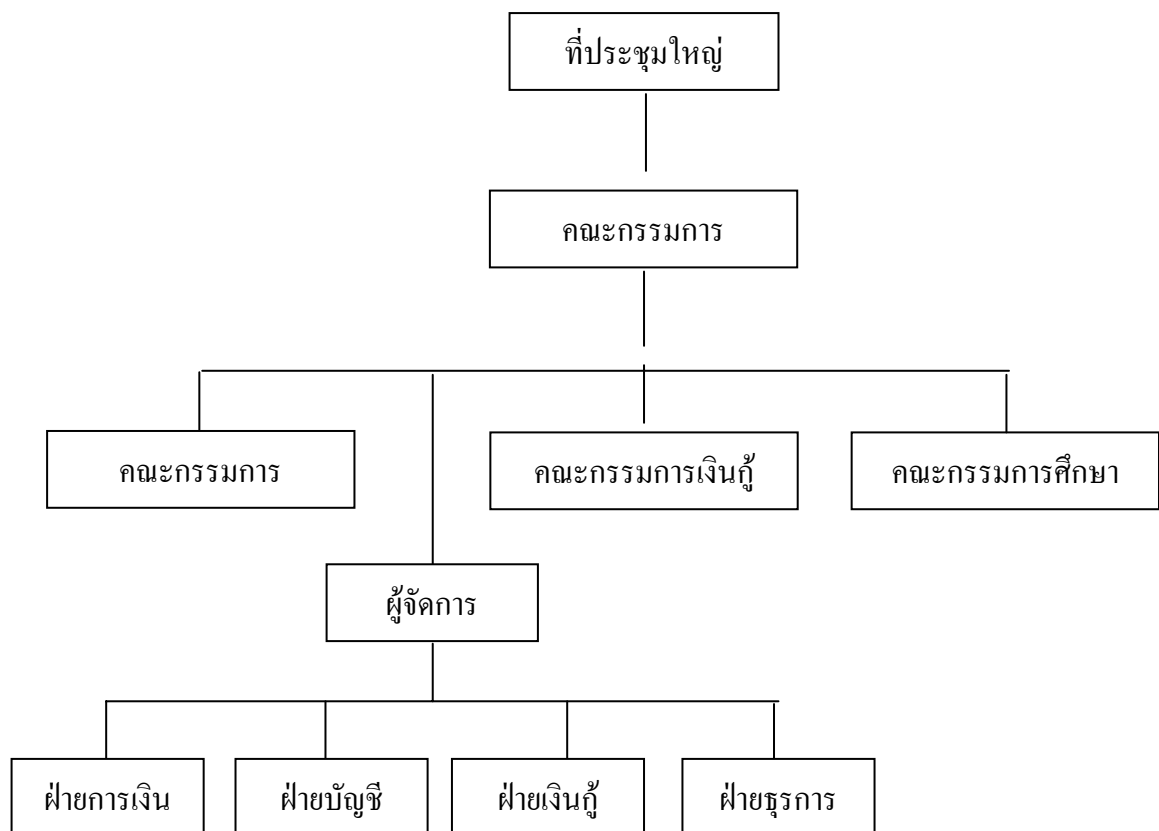 ที่ประชุมใหญ่
คณะกรรมการ
คณะกรรมการ
คณะกรรมการเงินกู้
คณะกรรมการศึกษา
ผู้จัดการ
ฝ่ายการเงิน
ฝ่ายบัญชี
ฝ่ายเงินกู้
ฝ่ายธุรการ